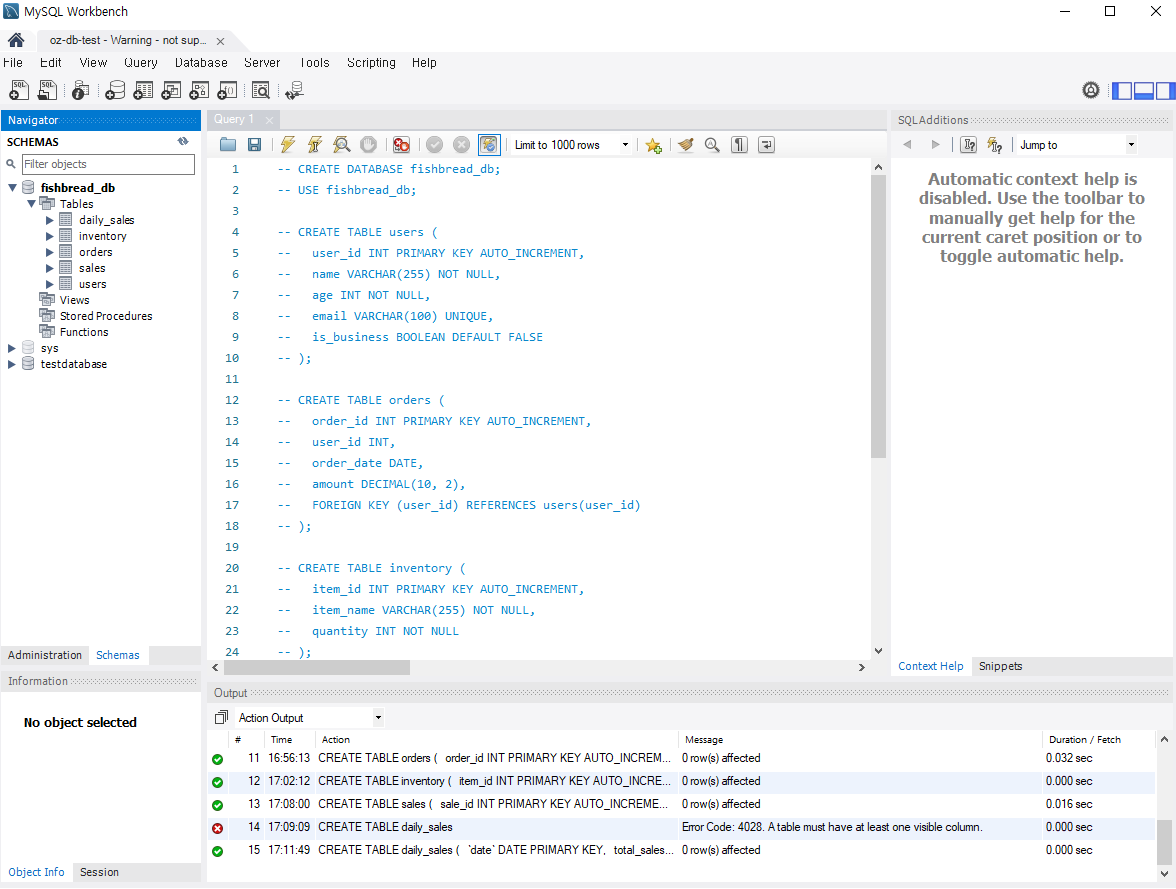 MySQL Workbench
oz-db-test - Warning - not sup...
File Edit View Query Database Server Tools Scripting Help
Navigator
SCHEMAS
Filter objects
fishbread_db
Tables
daily_sales
inventory
orders
sales
users
Views
Stored Procedures
Functions
sys
testdatabase
Administration Schemas
Information
No object selected
Object Info Session
Query 1
Limit to 1000 rows
1 -- CREATE DATABASE fishbread_db;
2 -- USE fishbread_db;
3
4 -- CREATE TABLE users (
5 -- user_id INT PRIMARY KEY AUTO_INCREMENT,
6 -- name VARCHAR(255) NOT NULL,
7 -- age INT NOT NULL,
8 -- email VARCHAR(100) UNIQUE,
9 -- is_business BOOLEAN DEFAULT FALSE
10 -- );
11
12 -- CREATE TABLE orders (
13 -- order_id INT PRIMARY KEY AUTO_INCREMENT,
14 -- user_id INT,
15 -- order_date DATE,
16 -- amount DECIMAL(10, 2),
17 -- FOREIGN KEY (user_id) REFERENCES users(user_id)
18 -- );
19
20 -- CREATE TABLE inventory (
21 -- item_id INT PRIMARY KEY AUTO_INCREMENT,
22 -- item_name VARCHAR(255) NOT NULL,
23 -- quantity INT NOT NULL
24 -- );
SQLAdditions
Jump to
Automatic context help is
disabled. Use the toolbar to
manually get help for the
current caret position or to
toggle automatic help.
Context Help Snippets
Output
Action Output
# Time Action Message Duration / Fetch
11 16:56:13 CREATE TABLE orders ( order_id INT PRIMARY KEY AUTO_INCREM... 0 row(s) affected 0.032 sec
12 17:02:12 CREATE TABLE inventory ( item_id INT PRIMARY KEY AUTO_INCRE... 0 row(s) affected 0.000 sec
13 17:08:00 CREATE TABLE sales ( sale_id INT PRIMARY KEY AUTO_INCREME... 0 row(s) affected 0.016 sec
14 17:09:09 CREATE TABLE daily_sales Error Code: 4028. A table must have at least one visible column. 0.000 sec
15 17:11:49 CREATE TABLE daily_sales ( `date` DATE PRIMARY KEY, total_sales... 0 row(s) affected 0.000 sec